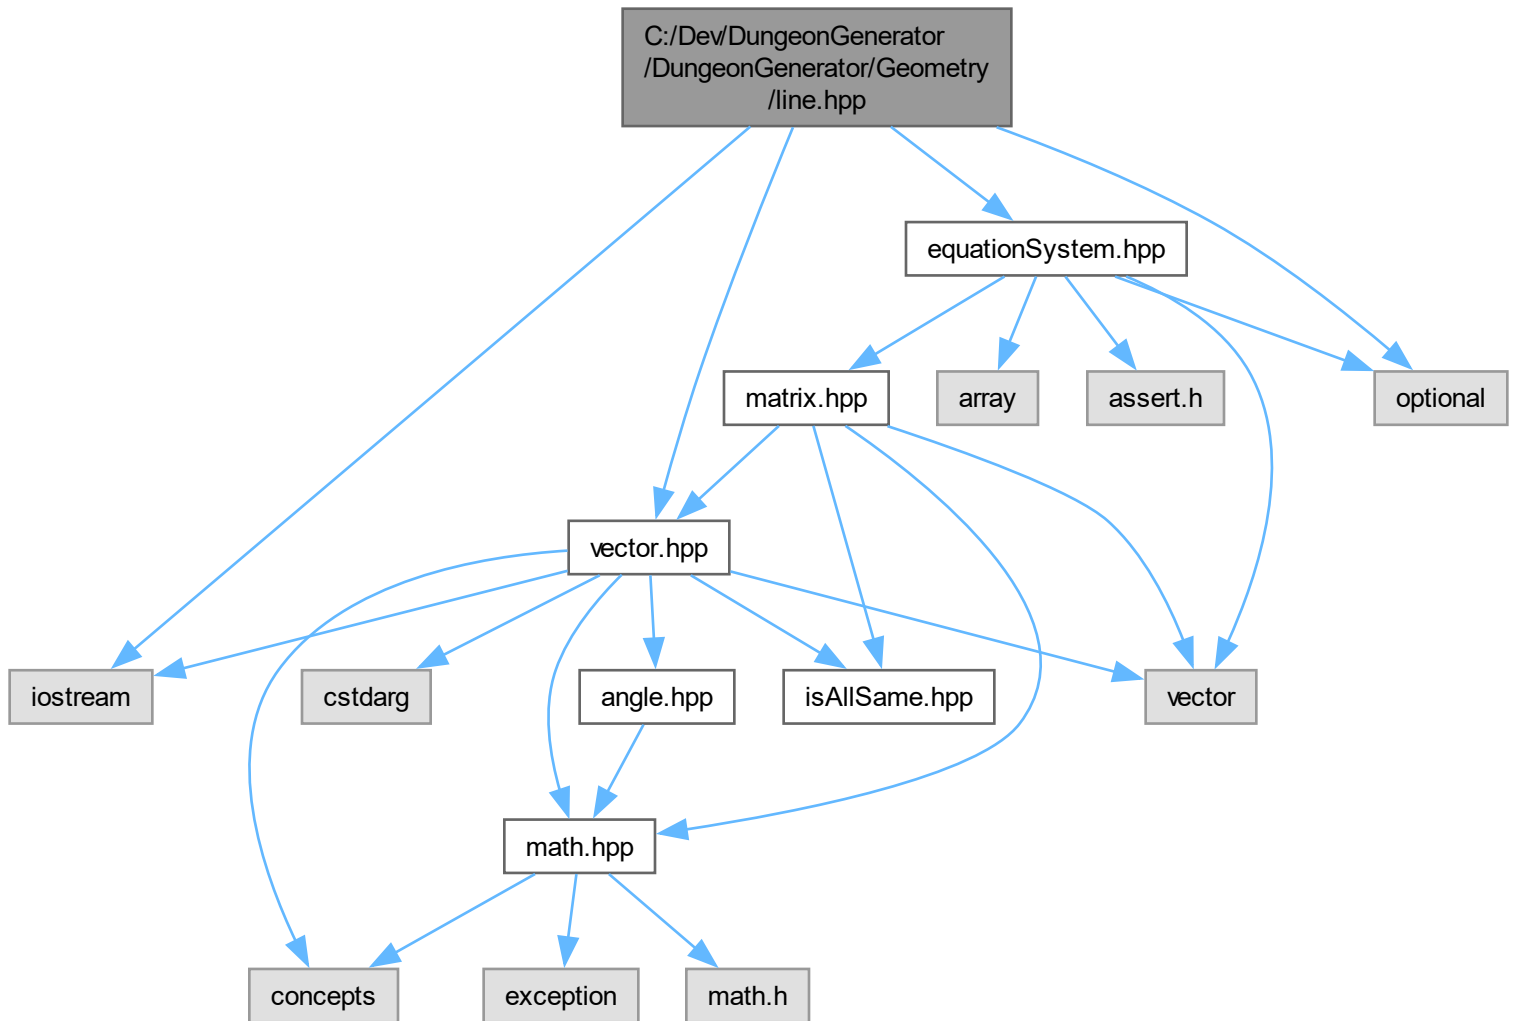 C:/Dev/DungeonGenerator
/DungeonGenerator/Geometry
/line.hpp
equationSystem.hpp
matrix.hpp
array
assert.h
optional
vector.hpp
iostream
cstdarg
angle.hpp
isAllSame.hpp
vector
math.hpp
concepts
exception
math.h